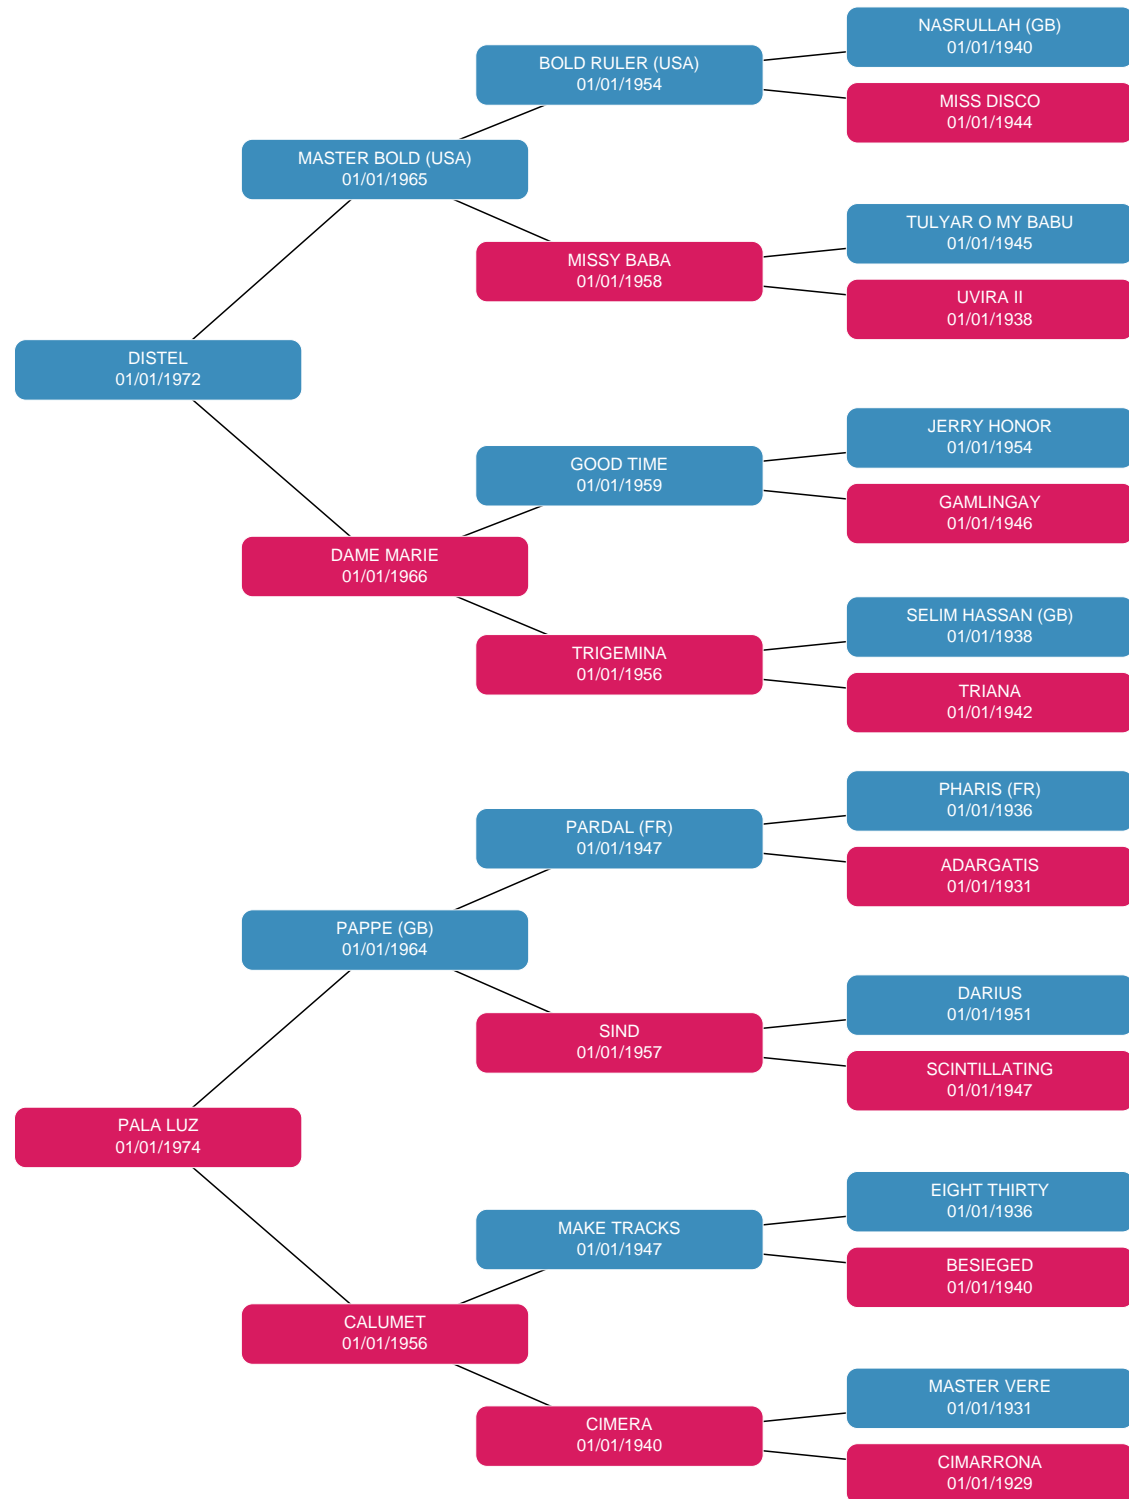 NASRULLAH (GB)
01/01/1940
BOLD RULER (USA)
01/01/1954
MISS DISCO
01/01/1944
MASTER BOLD (USA)
01/01/1965
TULYAR O MY BABU
01/01/1945
MISSY BABA
01/01/1958
UVIRA II
01/01/1938
DISTEL
01/01/1972
JERRY HONOR
01/01/1954
GOOD TIME
01/01/1959
GAMLINGAY
01/01/1946
DAME MARIE
01/01/1966
SELIM HASSAN (GB)
01/01/1938
TRIGEMINA
01/01/1956
TRIANA
01/01/1942
PHARIS (FR)
01/01/1936
PARDAL (FR)
01/01/1947
ADARGATIS
01/01/1931
PAPPE (GB)
01/01/1964
DARIUS
01/01/1951
SIND
01/01/1957
SCINTILLATING
01/01/1947
PALA LUZ
01/01/1974
EIGHT THIRTY
01/01/1936
MAKE TRACKS
01/01/1947
BESIEGED
01/01/1940
CALUMET
01/01/1956
MASTER VERE
01/01/1931
CIMERA
01/01/1940
CIMARRONA
01/01/1929